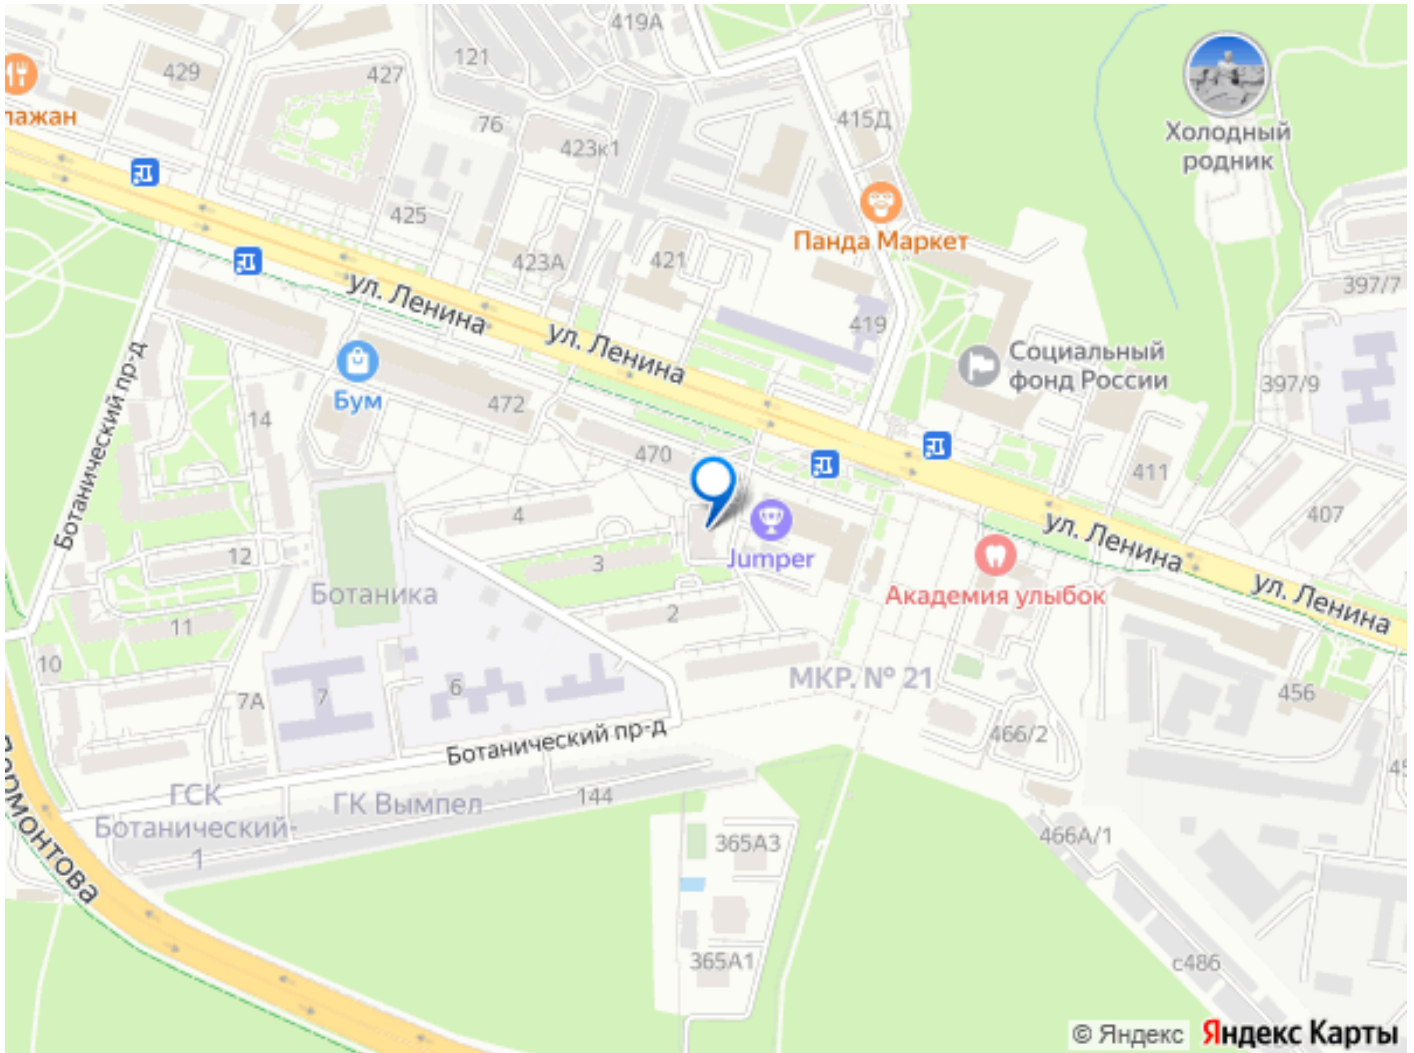 419А
121
429
427
лажан
76
423к1
415Д
Холодный
родник
425
Панда Маркет
423А
421
397/7
ул. Ленина
ул. Ленина
419
Социальный
фонд России
397/9
Ботанический пр-д
Бум
14
472
470
411
407
4
ул. Ленина
Jumper
3
12
Ботаника
Академия улыбок
ул. Ленина
11
2
10
7А
7
6
МКР. № 21
456
Ботанический пр-д
466/2
Лермонтова
ГСК
Ботанический-
1
ГК Вымпел
144
45
365А3
466А/1
365А1
с486
© Яндекс Яндекс Карты